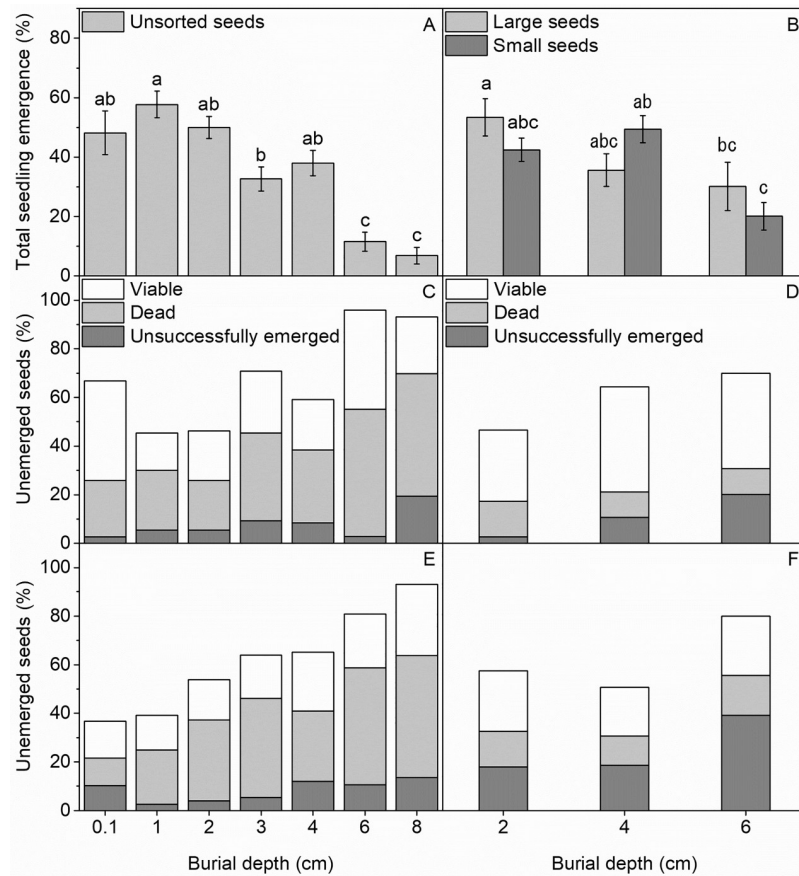 Unsorted seeds
A
Large seeds
Small seeds
B
Total seedling emergence (%)
80
60
40
20
0
ab
a
ab
b
ab
c
c
a
abc
abc
ab
bc
c
Viable
Dead
Unsuccessfully emerged
C
Viable
Dead
Unsuccessfully emerged
D
Unemerged seeds (%)
100
80
60
40
20
0
E
F
Unemerged seeds (%)
100
80
60
40
20
0
0.1 1 2 3 4 6 8
2 4 6
Burial depth (cm)
Burial depth (cm)